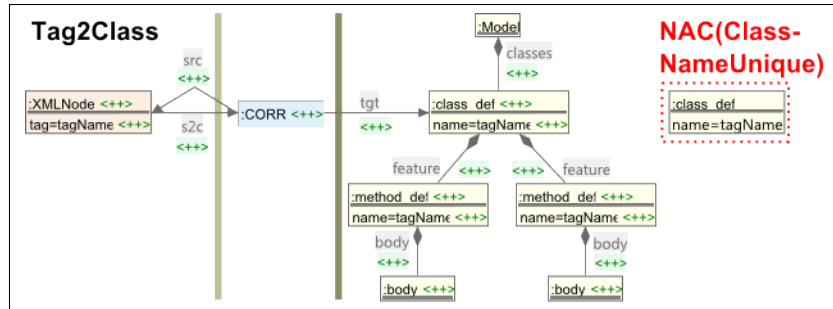 Tag2Class
:Model
NAC(Class-
NameUnique)
classes
<++>
src
<++>
:XMLNode <++>
tag=tagName <++>
s2c
<++>
:CORR <++>
tgt
<++>
:class_def <++>
name=tagName <++>
:class_def
name=tagName
feature
<++>
<++>
feature
:method_def <++>
name=tagName <++>
:method_def <++>
name=tagName <++>
body
<++>
body
<++>
:body <++>
:body <++>